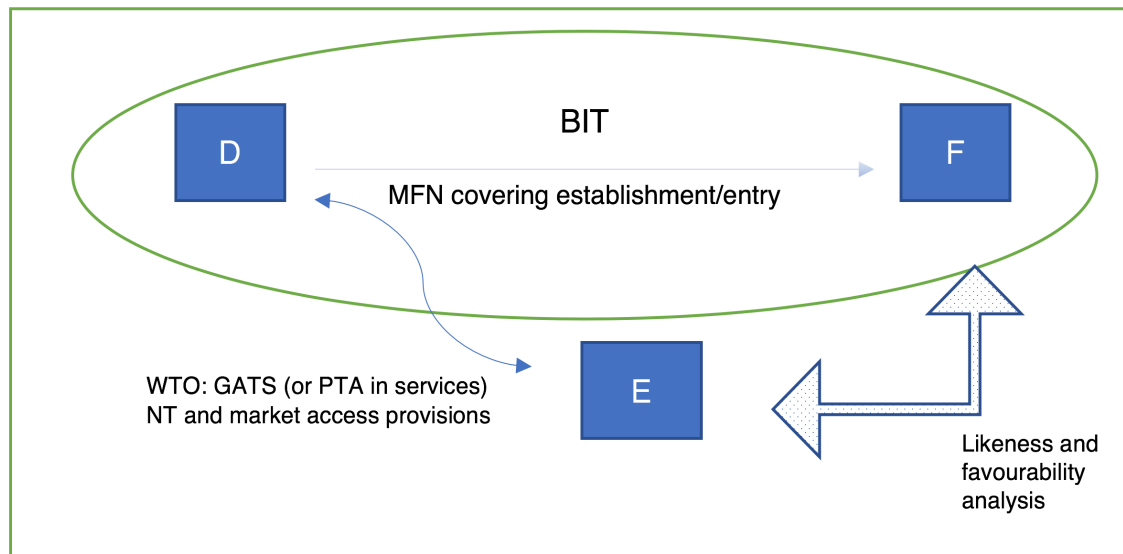 BIT
D
F
MFN covering establishment/entry
WTO: GATS (or PTA in services)
NT and market access provisions
E
Likeness and
favourability
analysis